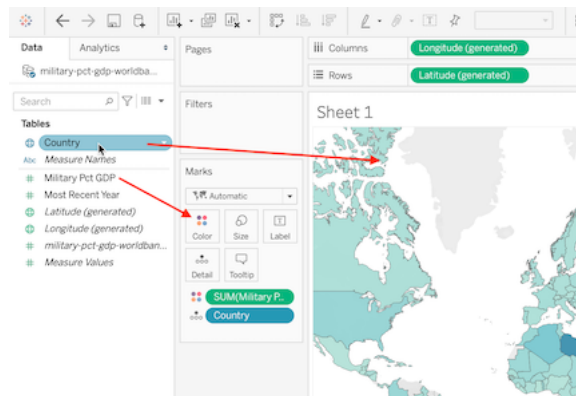 Data
Analytics
military-pct-gdp-worldba...
Search
Tables
Country
Abc Measure Names
# Military Pct GDP
# Most Recent Year
Latitude (generated)
Longitude (generated)
# military-pct-gdp-worldban...
# Measure Values
Pages
Filters
Marks
Automatic
Color
Size
Label
Detail
Tooltip
SUM(Military P..
Country
Columns
Longitude (generated)
Rows
Latitude (generated)
Sheet 1